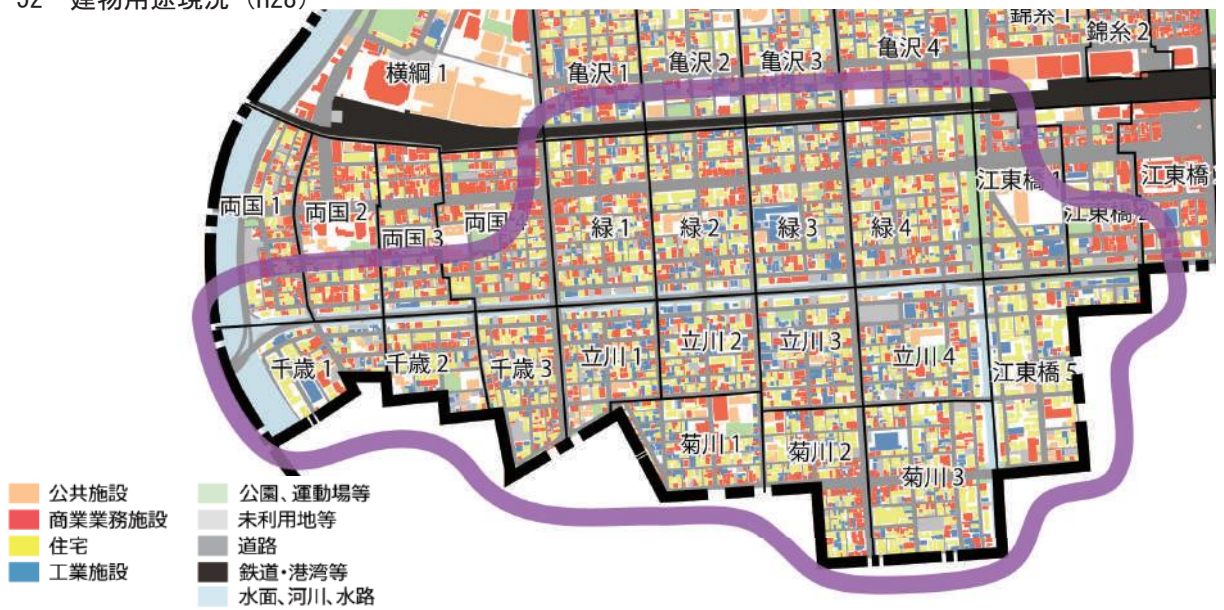 52 建物用途現況（H28）
錦糸 1
錦糸 2
横綱 1
亀沢 1
亀沢 2
亀沢 3
亀沢 4
両国 1
両国 2
両国 3
両国 4
緑 1
緑 2
緑 3
緑 4
江東橋 1
江東橋 2
江東橋
千歳 1
千歳 2
千歳 3
立川 1
立川 2
立川 3
立川 4
江東橋 5
菊川 1
菊川 2
菊川 3
公共施設
商業業務施設
住宅
工業施設
公園、運動場等
未利用地等
道路
鉄道・港湾等
水面、河川、水路